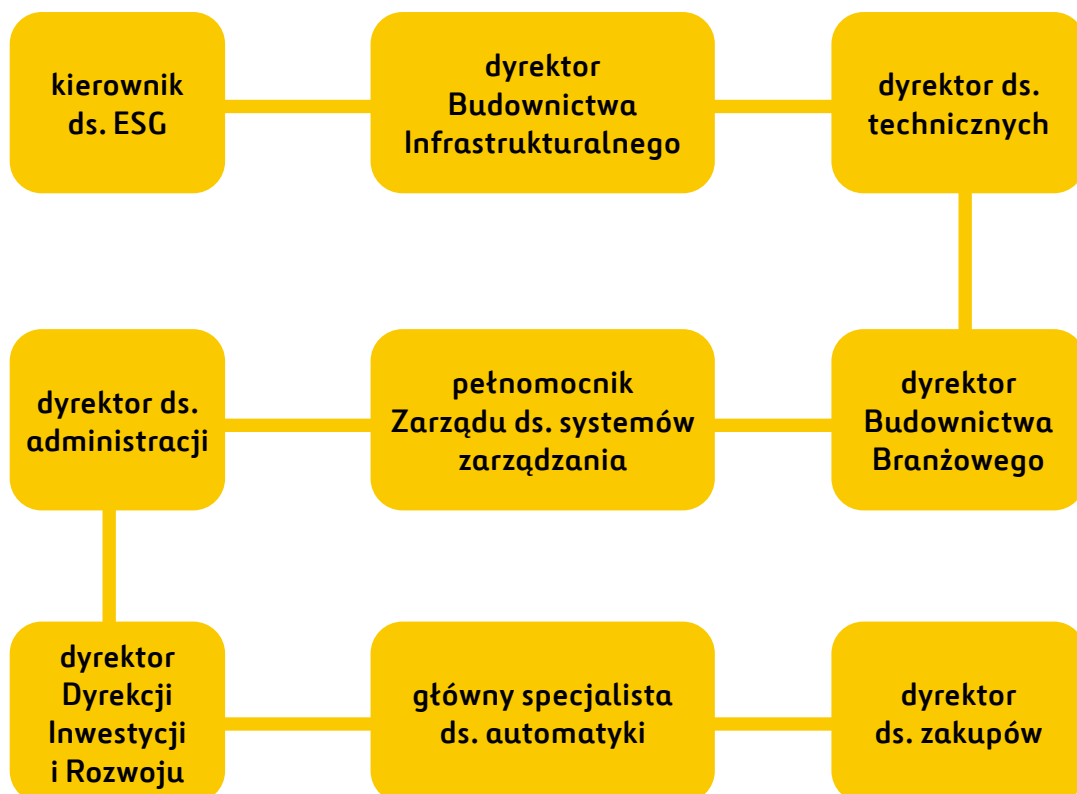 kierownik
ds. ESG
dyrektor
Budownictwa
Infrastrukturalnego
dyrektor ds.
technicznych
dyrektor ds.
administracji
pełnomocnik
Zarządu ds. systemów
zarządzania
dyrektor
Budownictwa
Branżowego
dyrektor
Dyrekcji
Inwestycji
i Rozwoju
główny specjalista
ds. automatyki
dyrektor
ds. zakupów